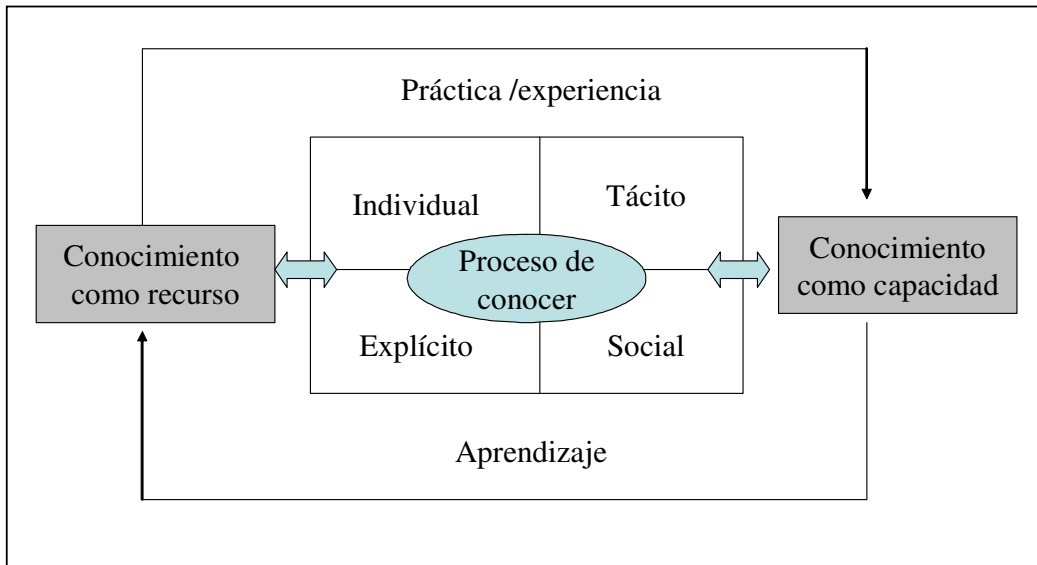 Práctica /experiencia
Individual
Tácito
Conocimiento
como recurso
Proceso de
conocer
Conocimiento
como capacidad
Explícito
Social
Aprendizaje